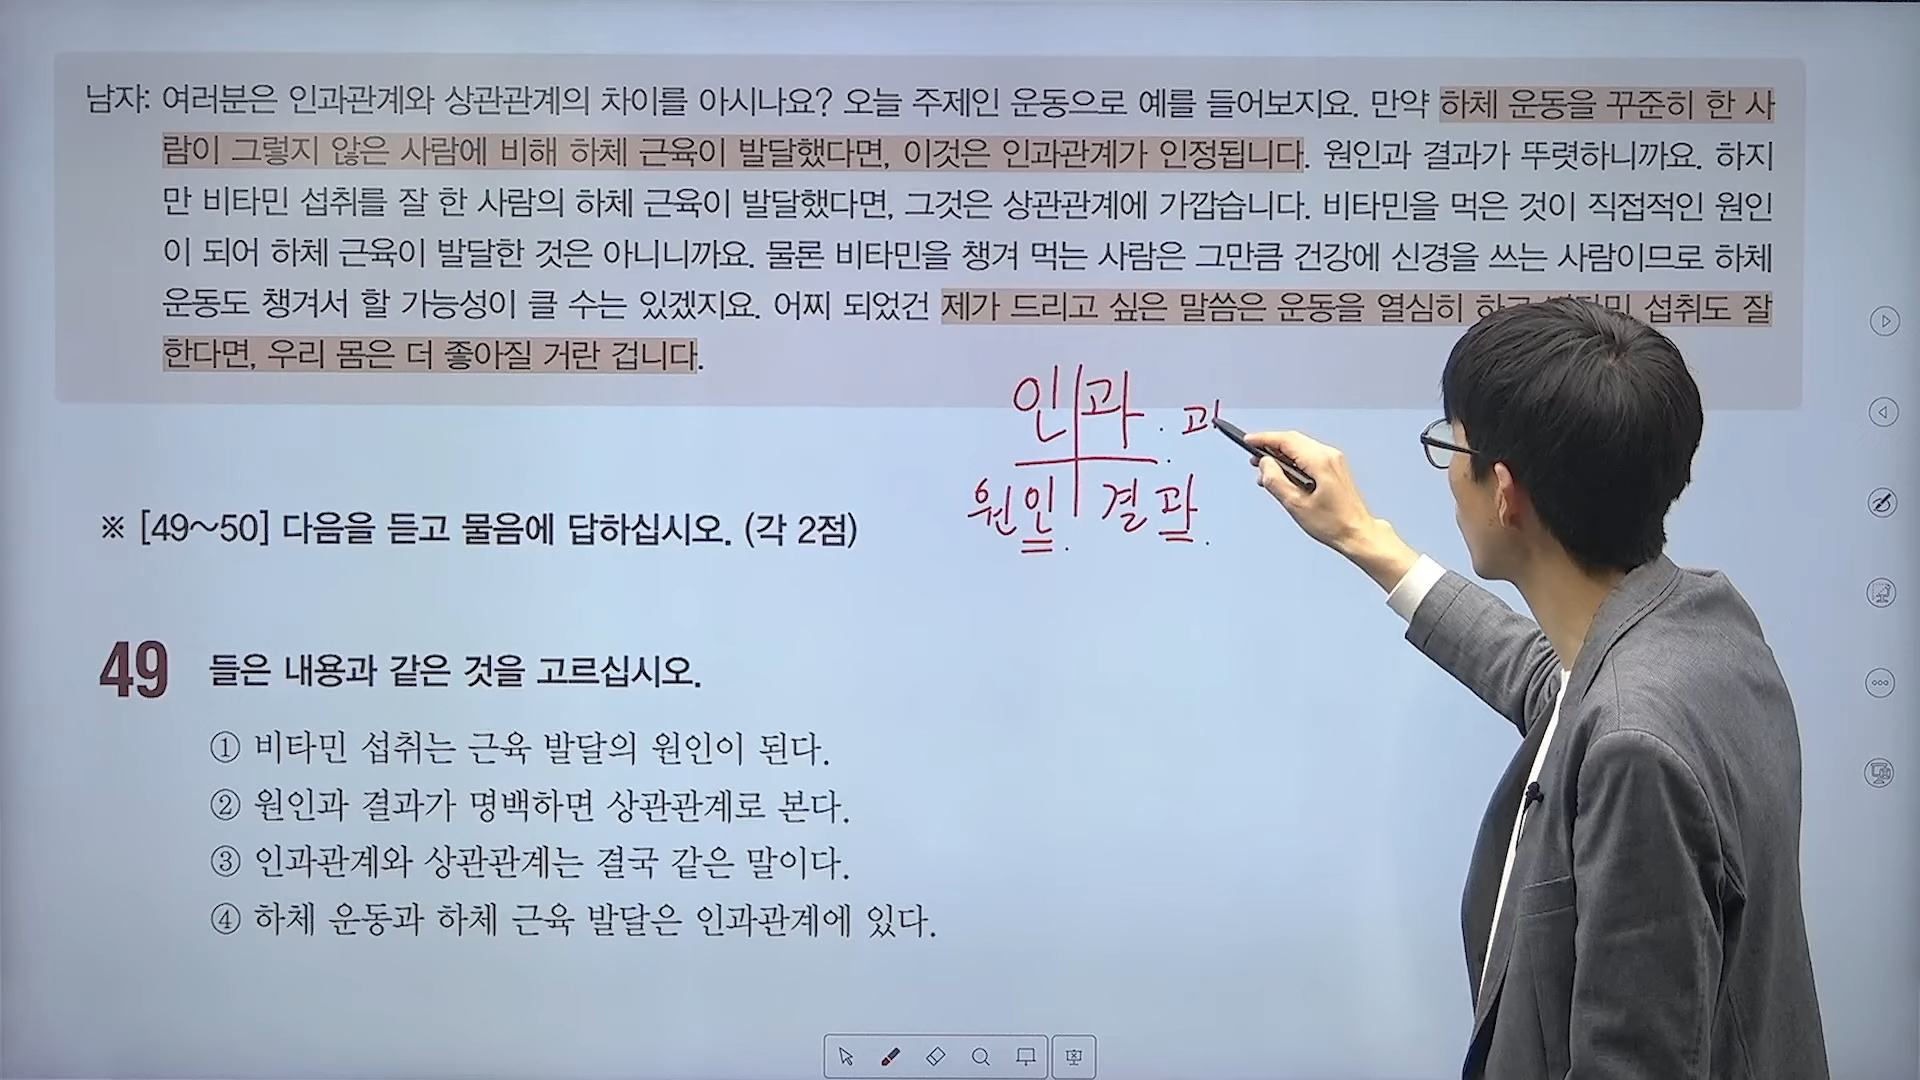 남자: 여러분은 인과관계와 상관관계의 차이를 아시나요? 오늘 주제인 운동으로 예를 들어보지요. 만약 하체 운동을 꾸준히 한 사
람이 그렇지 않은 사람에 비해 하체 근육이 발달했다면, 이것은 인과관계가 인정됩니다. 원인과 결과가 뚜렷하니까요. 하지
만 비타민 섭취를 잘 한 사람의 하체 근육이 발달했다면, 그것은 상관관계에 가깝습니다. 비타민을 먹은 것이 직접적인 원인
이 되어 하체 근육이 발달한 것은 아니니까요. 물론 비타민을 챙겨 먹는 사람은 그만큼 건강에 신경을 쓰는 사람이므로 하체
운동도 챙겨서 할 가능성이 클 수는 있겠지요. 어찌 되었건 제가 드리고 싶은 말씀은 운동을 열심히 섭취도 잘
한다면, 우리 몸은 더 좋아질 거란 겁니다.
인과 과
원인 결과
※ [49~50] 다음을 듣고 물음에 답하십시오. (각 2점)
49 들은 내용과 같은 것을 고르십시오.
① 비타민 섭취는 근육 발달의 원인이 된다.
② 원인과 결과가 명백하면 상관관계로 본다.
③ 인과관계와 상관관계는 결국 같은 말이다.
④ 하체 운동과 하체 근육 발달은 인과관계에 있다.